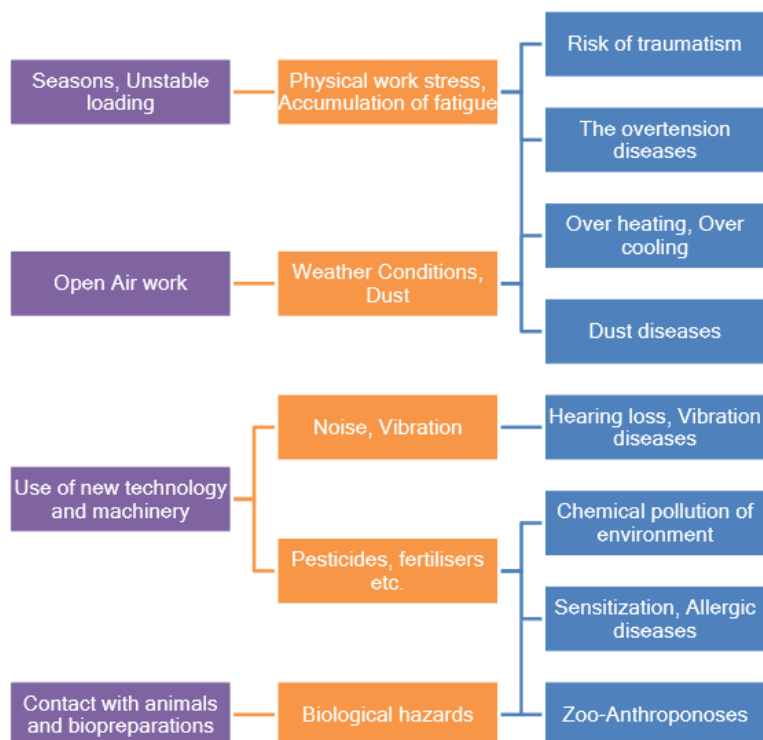 Seasons, Unstable
loading
Physical work stress,
Accumulation of fatigue
Risk of traumatism
The overtension
diseases
Open Air work
Weather Conditions,
Dust
Over heating, Over
cooling
Dust diseases
Use of new technology
and machinery
Noise, Vibration
Hearing loss, Vibration
diseases
Pesticides, fertilisers
etc.
Chemical pollution of
environment
Sensitization, Allergic
diseases
Contact with animals
and biopreparations
Biological hazards
Zoo-Anthroponoses